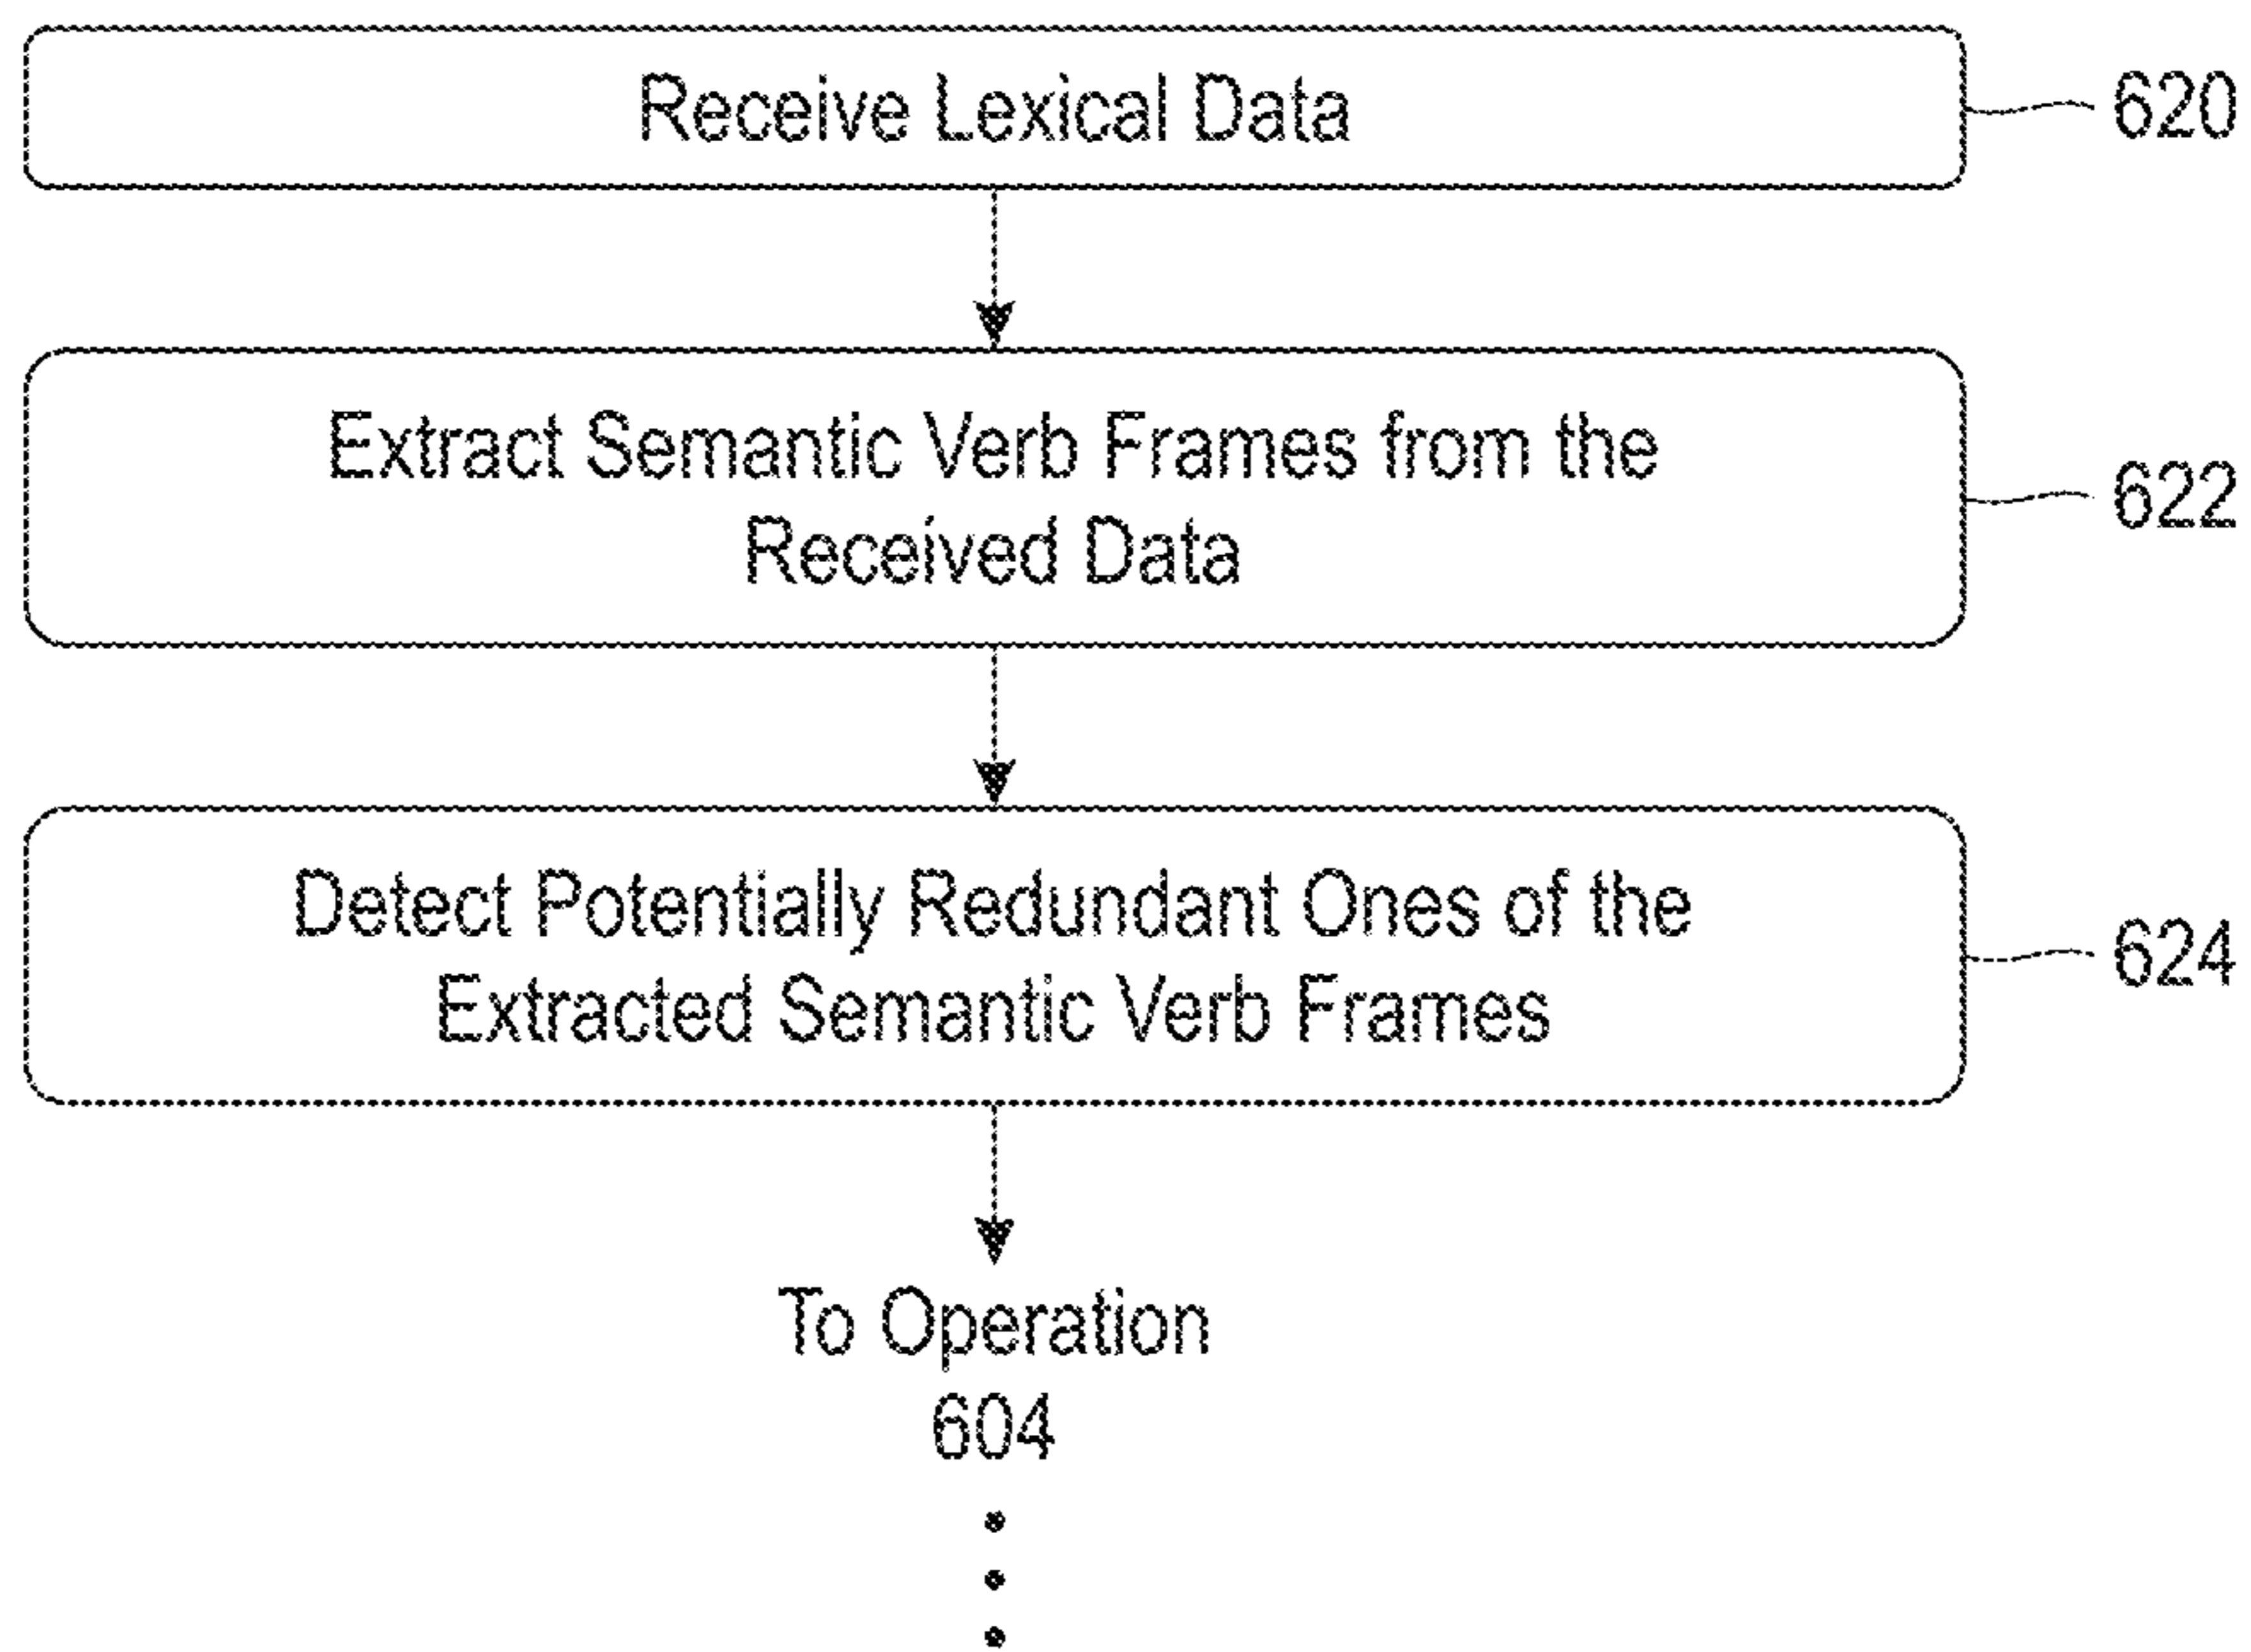 Receive Lexical Data
620
Extract Semantic Verb Frames from the
Received Data
622
Detect Potentially Redundant Ones of the
Extracted Semantic Verb Frames
624
To Operation
604